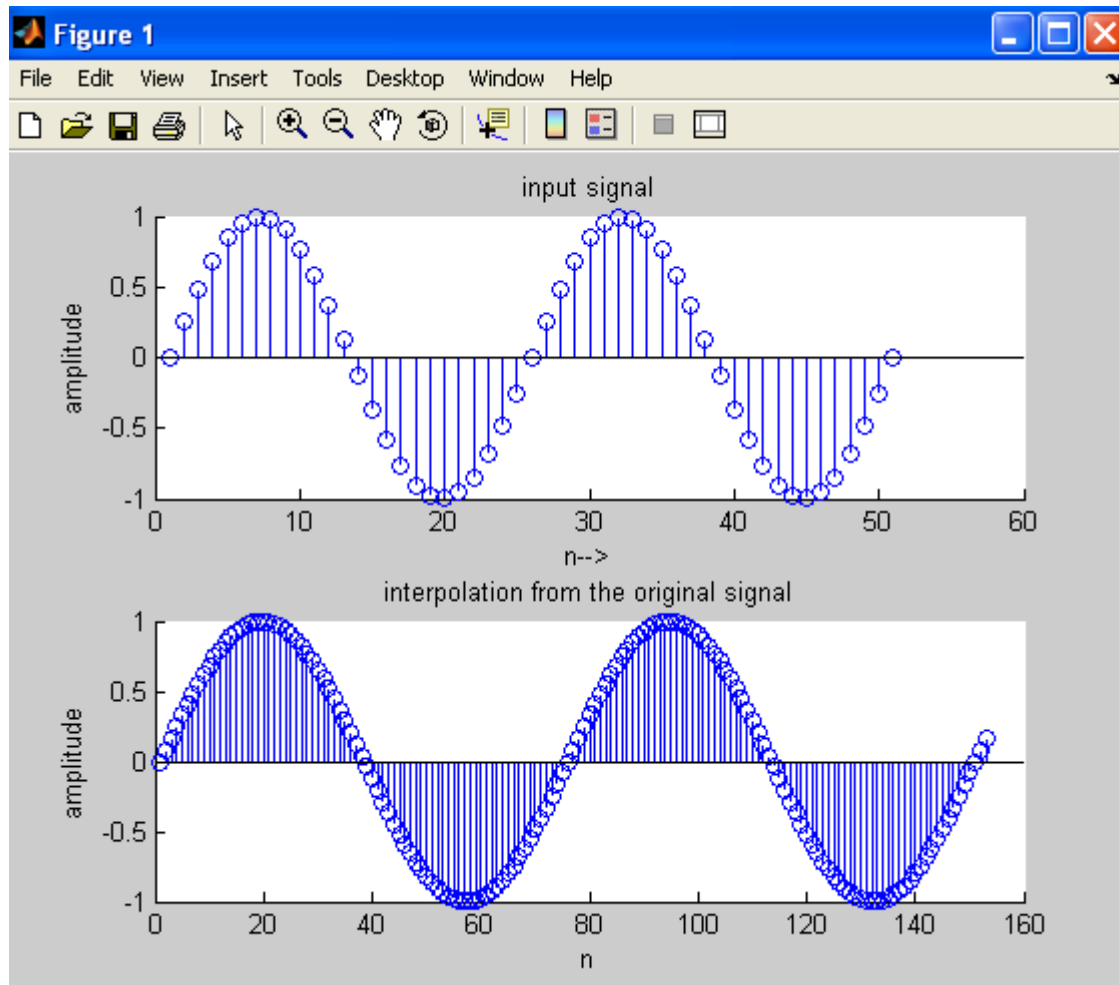 Figure 1
File Edit View Insert Tools Desktop Window Help
input signal
amplitude
1
0.5
0
-0.5
-1
0 10 20 30 40 50 60
n-->
interpolation from the original signal
amplitude
1
0.5
0
-0.5
-1
0 20 40 60 80 100 120 140 160
n